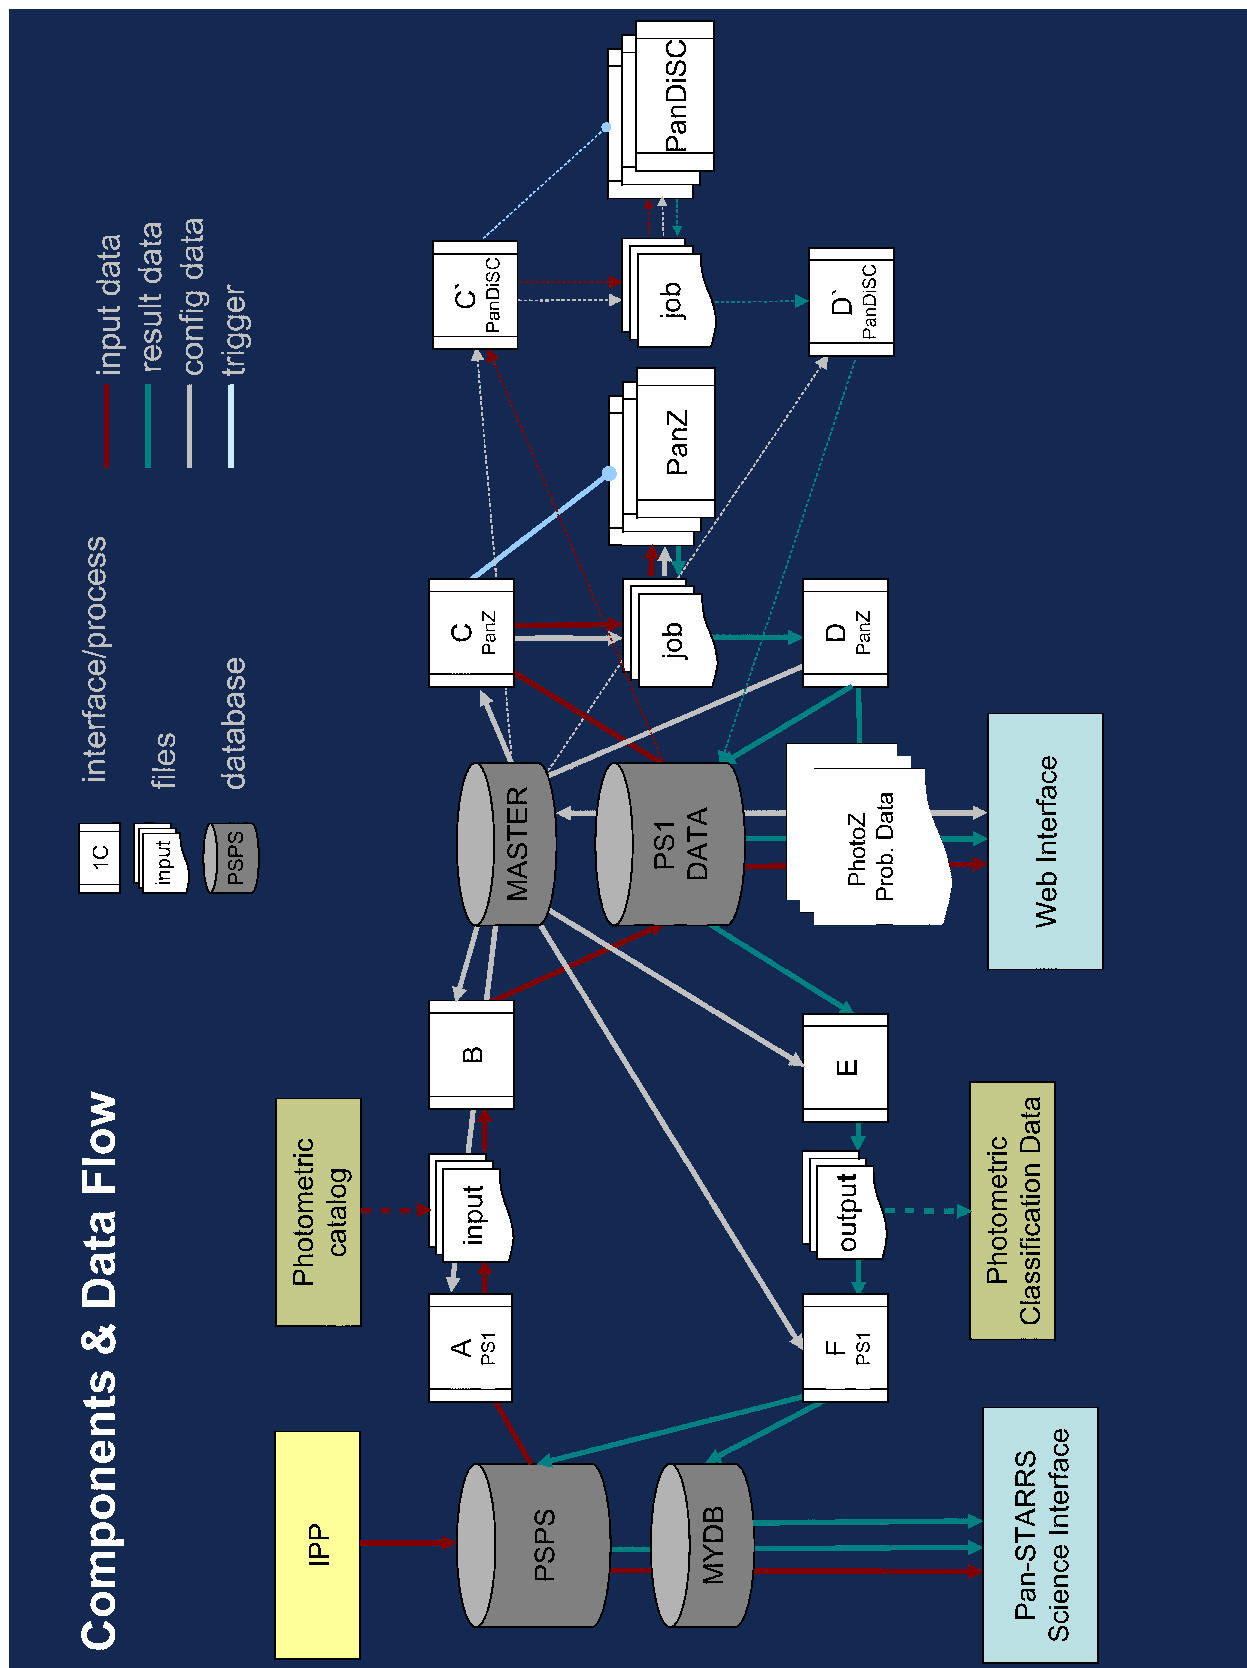 Components & Data Flow
1C
interface/process
input
files
PSPS
database
input data
result data
config data
trigger
IPP
Photometric
catalog
A
PS1
input
B
MASTER
C
PanZ
C`
PanDiSC
PSPS
MYDB
PS1
DATA
job
PanZ
job
PanDiSC
F
PS1
output
E
PhotoZ
Prob. Data
D
PanZ
D`
PanDiSC
Pan-STARRS
Science Interface
Photometric
Classification Data
Web Interface